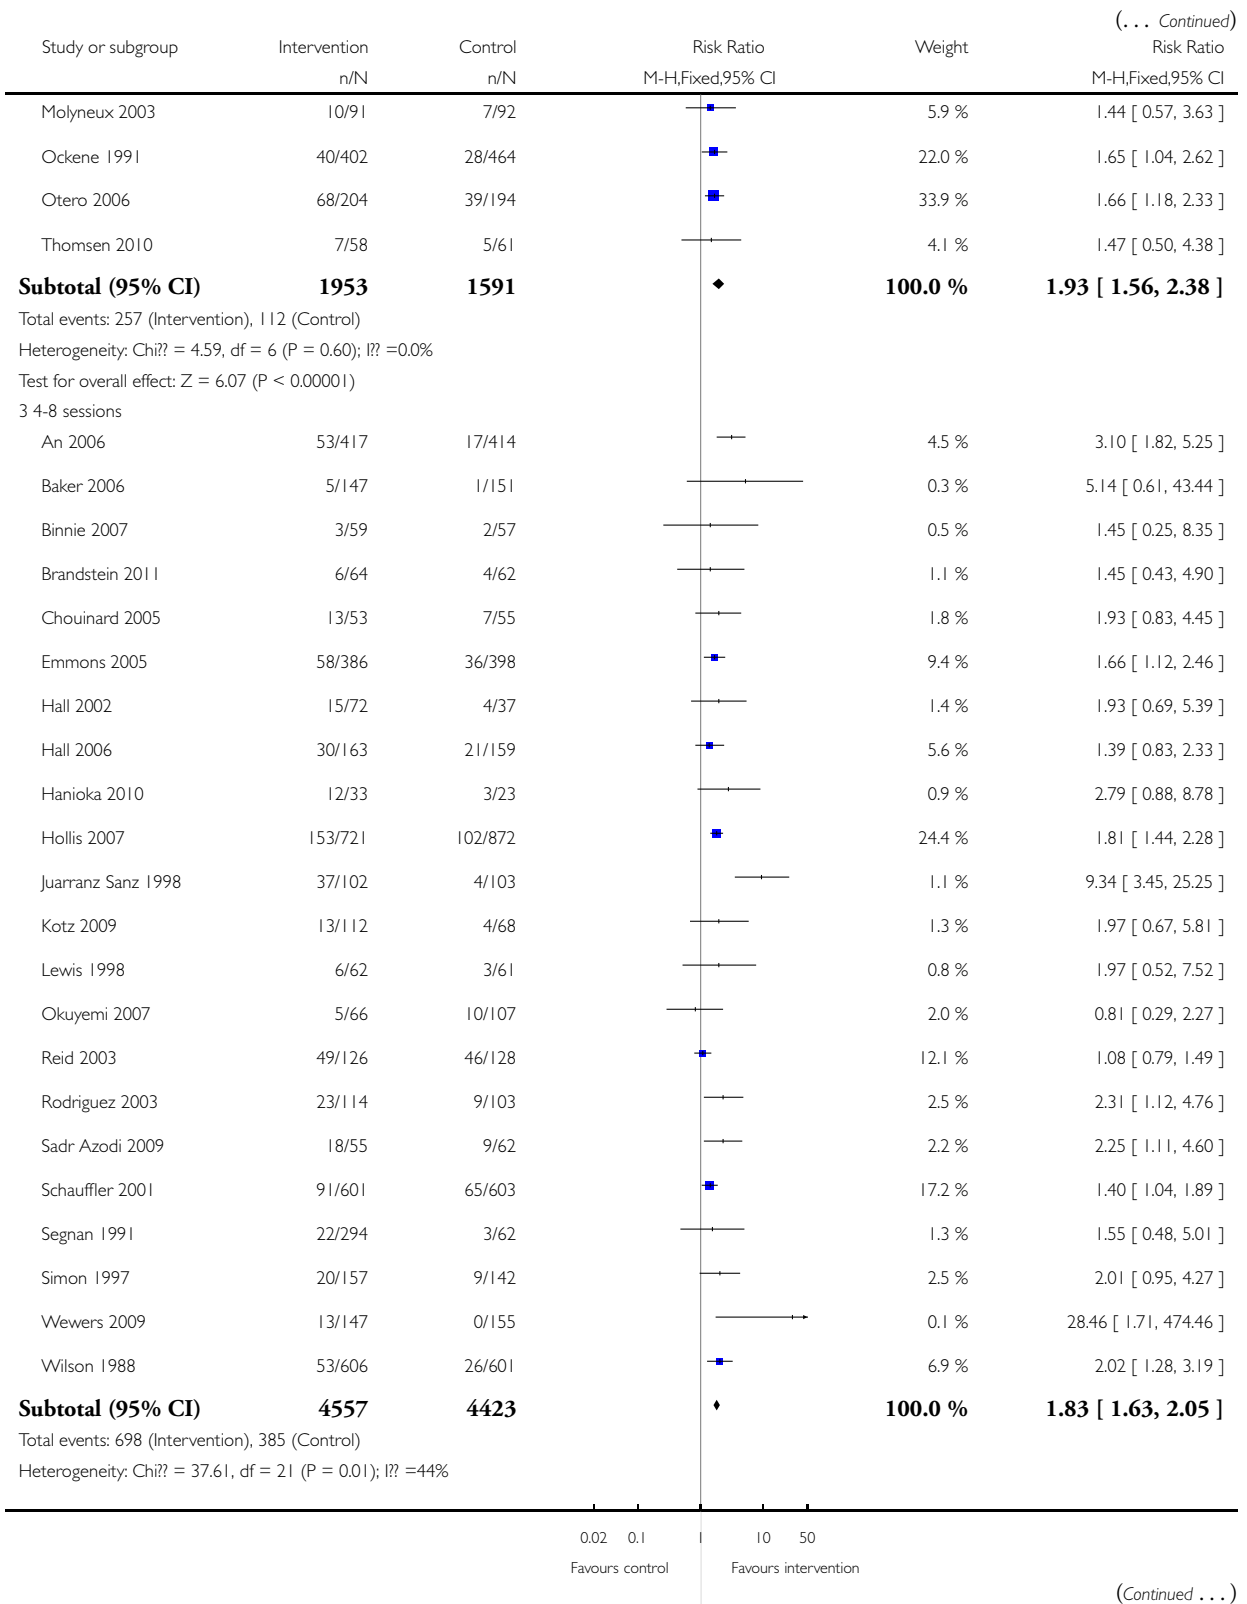 (. . . Continued)
Study or subgroup Intervention Control Risk Ratio Weight Risk Ratio
n/N n/N M-H,Fixed,95% CI M-H,Fixed,95% CI
Molyneux 2003 10/91 7/92 5.9 % 1.44 [ 0.57, 3.63 ]
Ockene 1991 40/402 28/464 22.0 % 1.65 [ 1.04, 2.62 ]
Otero 2006 68/204 39/194 33.9 % 1.66 [ 1.18, 2.33 ]
Thomsen 2010 7/58 5/61 4.1 % 1.47 [ 0.50, 4.38 ]
Subtotal (95% CI) 1953 1591 100.0 % 1.93 [ 1.56, 2.38 ]
Total events: 257 (Intervention), 112 (Control)
Heterogeneity: Chi?? = 4.59, df = 6 (P = 0.60); I?? =0.0%
Test for overall effect: Z = 6.07 (P < 0.00001)
3 4-8 sessions
An 2006 53/417 17/414 4.5 % 3.10 [ 1.82, 5.25 ]
Baker 2006 5/147 1/151 0.3 % 5.14 [ 0.61, 43.44 ]
Binnie 2007 3/59 2/57 0.5 % 1.45 [ 0.25, 8.35 ]
Brandstein 2011 6/64 4/62 1.1 % 1.45 [ 0.43, 4.90 ]
Chouinard 2005 13/53 7/55 1.8 % 1.93 [ 0.83, 4.45 ]
Emmons 2005 58/386 36/398 9.4 % 1.66 [ 1.12, 2.46 ]
Hall 2002 15/72 4/37 1.4 % 1.93 [ 0.69, 5.39 ]
Hall 2006 30/163 21/159 5.6 % 1.39 [ 0.83, 2.33 ]
Hanioka 2010 12/33 3/23 0.9 % 2.79 [ 0.88, 8.78 ]
Hollis 2007 153/721 102/872 24.4 % 1.81 [ 1.44, 2.28 ]
Juarranz Sanz 1998 37/102 4/103 1.1 % 9.34 [ 3.45, 25.25 ]
Kotz 2009 13/112 4/68 1.3 % 1.97 [ 0.67, 5.81 ]
Lewis 1998 6/62 3/61 0.8 % 1.97 [ 0.52, 7.52 ]
Okuyemi 2007 5/66 10/107 2.0 % 0.81 [ 0.29, 2.27 ]
Reid 2003 49/126 46/128 12.1 % 1.08 [ 0.79, 1.49 ]
Rodriguez 2003 23/114 9/103 2.5 % 2.31 [ 1.12, 4.76 ]
Sadr Azodi 2009 18/55 9/62 2.2 % 2.25 [ 1.11, 4.60 ]
Schauffler 2001 91/601 65/603 17.2 % 1.40 [ 1.04, 1.89 ]
Segnan 1991 22/294 3/62 1.3 % 1.55 [ 0.48, 5.01 ]
Simon 1997 20/157 9/142 2.5 % 2.01 [ 0.95, 4.27 ]
Wewers 2009 13/147 0/155 0.1 % 28.46 [ 1.71, 474.46 ]
Wilson 1988 53/606 26/601 6.9 % 2.02 [ 1.28, 3.19 ]
Subtotal (95% CI) 4557 4423 100.0 % 1.83 [ 1.63, 2.05 ]
Total events: 698 (Intervention), 385 (Control)
Heterogeneity: Chi?? = 37.61, df = 21 (P = 0.01); I?? =44%
0.02 0.1 1 10 50
Favours control Favours intervention
(Continued . . . )